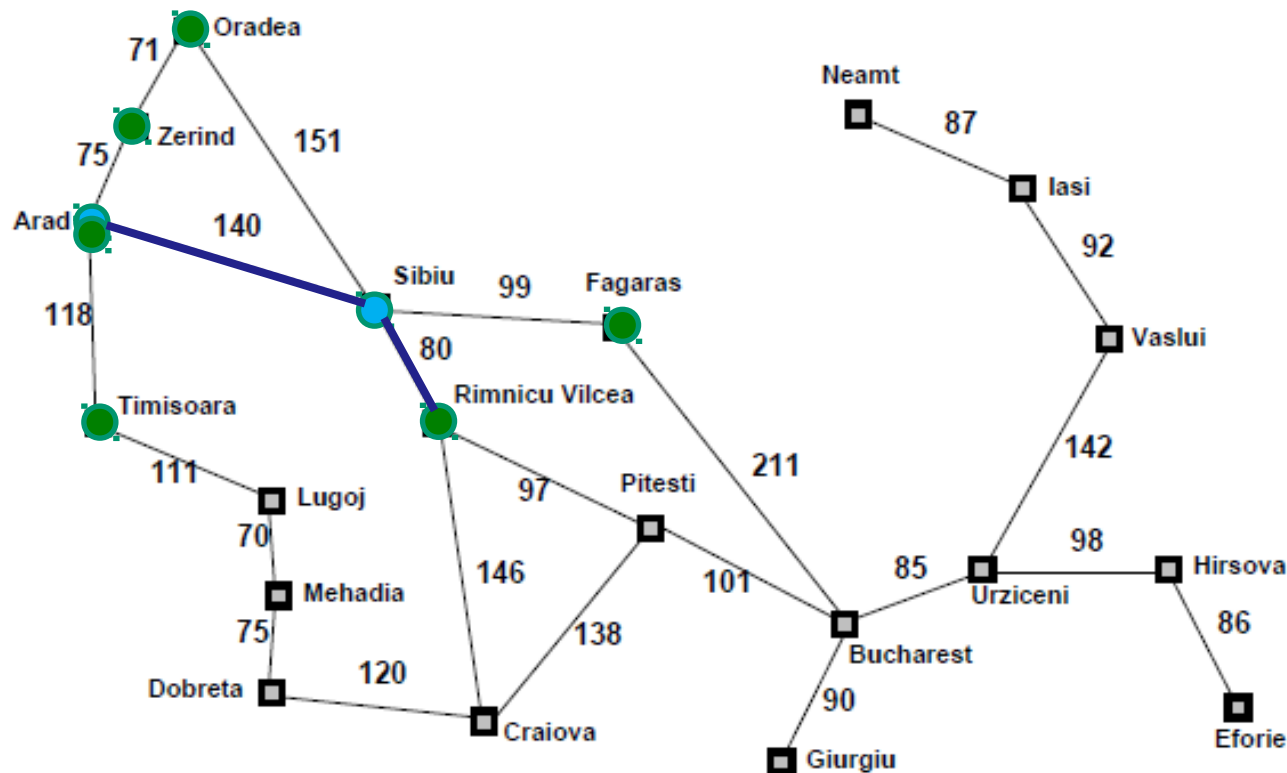 Oradea
71
Neamt
87
Zerind
151
75
Iasi
Arad
140
92
Sibiu
99
Fagaras
118
80
Vaslui
Rimnicu Vilcea
Timisoara
142
111
211
97
Pitesti
Lugoj
70
146
101
85
98
Hirsova
Mehadia
Urziceni
75
138
86
Bucharest
120
Dobreta
90
Craiova
Eforie
Giurgiu